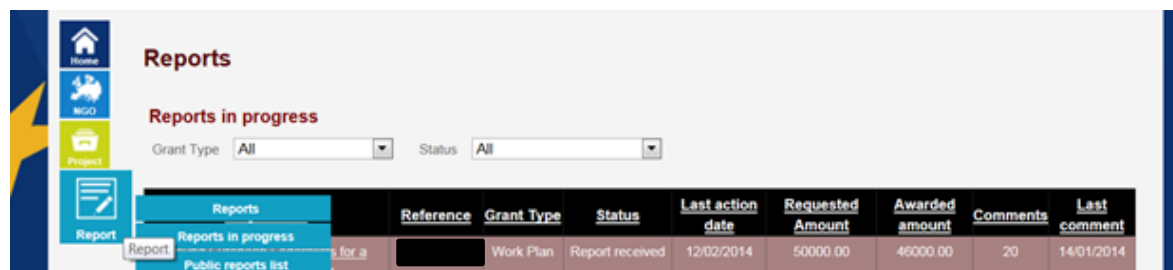 Home
Reports
NGO
Reports in progress
Grant Type All Status All
Project
Report
Report
Reports
Reports in progress
Public reports list
Reference Grant Type Status Last action date Requested Amount Awarded amount Comments Last comment
s for a Work Plan Report received 12/02/2014 50000.00 46000.00 20 14/01/2014